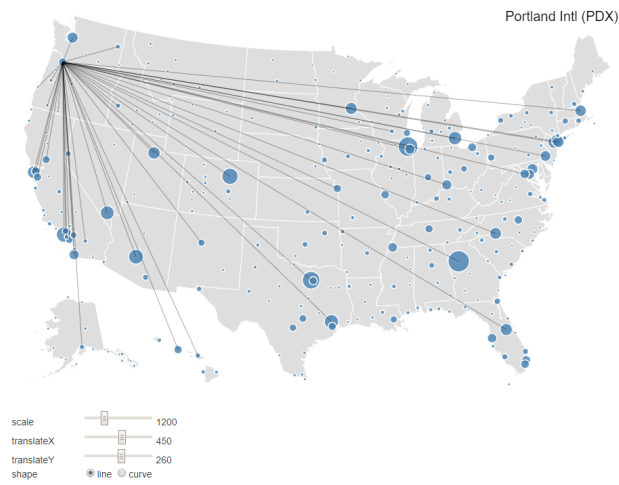 Portland Intl (PDX)
scale 1200
translateX 450
translateY 260
shape line curve